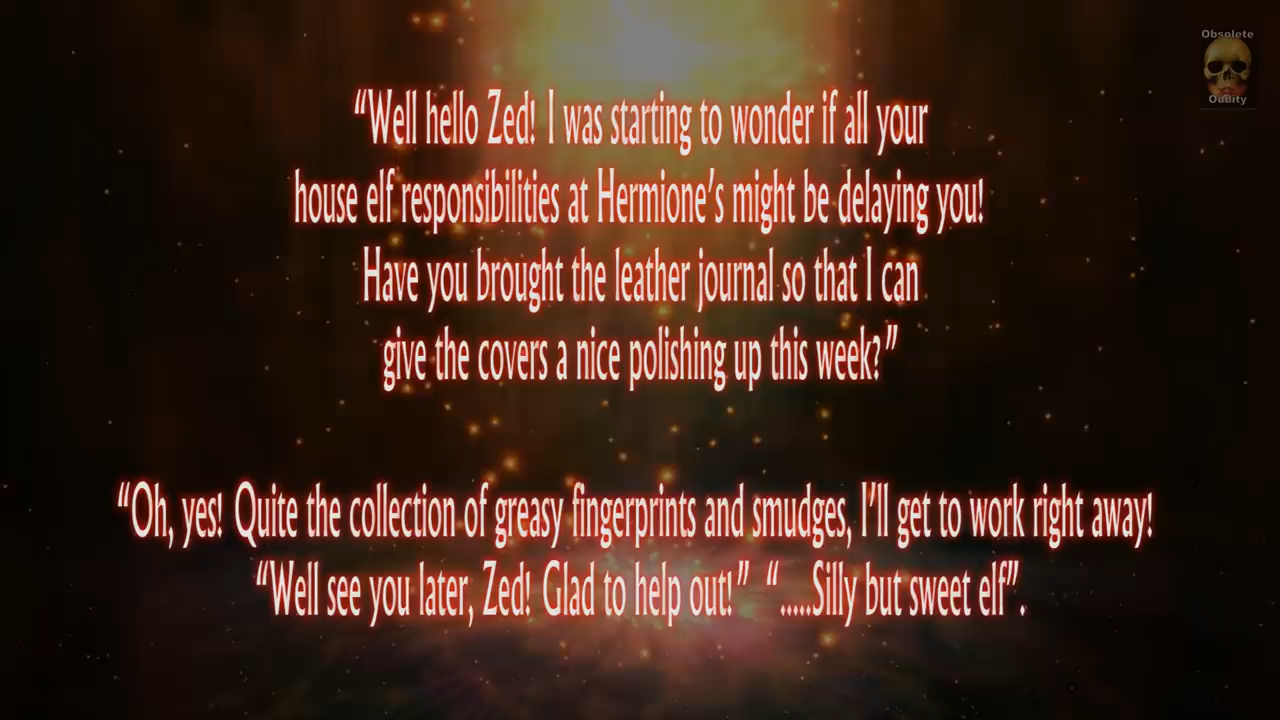 Obsolete
Oddity
“Well hello Zed! I was starting to wonder if all your
house elf responsibilities at Hermione’s might be delaying you!
Have you brought the leather journal so that I can
give the covers a nice polishing up this week?”
“Oh, yes! Quite the collection of greasy fingerprints and smudges, I’ll get to work right away!
“Well see you later, Zed! Glad to help out!” “.....Silly but sweet elf”.